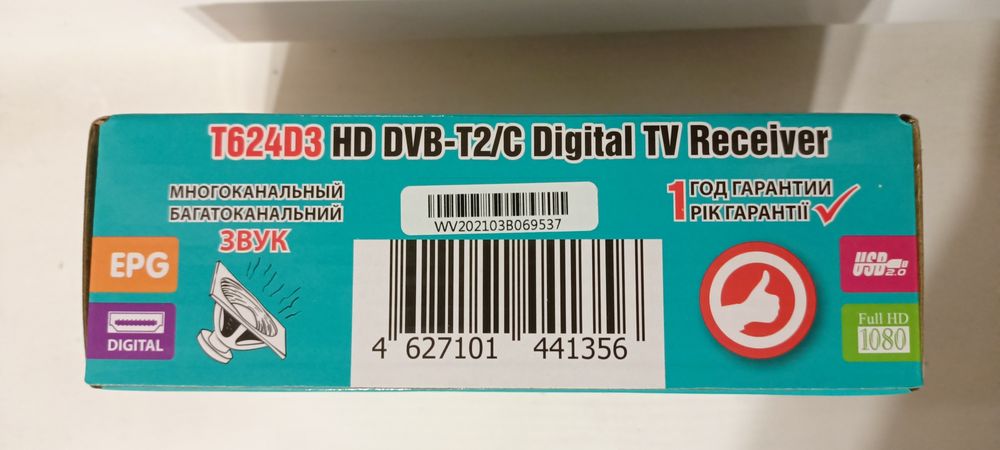 T624D3 HD DVB-T2/C Digital TV Receiver
МНОГОКАНАЛЬНЫЙ
БАГАТОКАНАЛЬНИЙ
ЗВУК
WV202103B069537
1 ГОД ГАРАНТИИ
РІК ГАРАНТІЇ
EPG
DIGITAL
4 627101 441356
USB
2.0
Full HD
1080